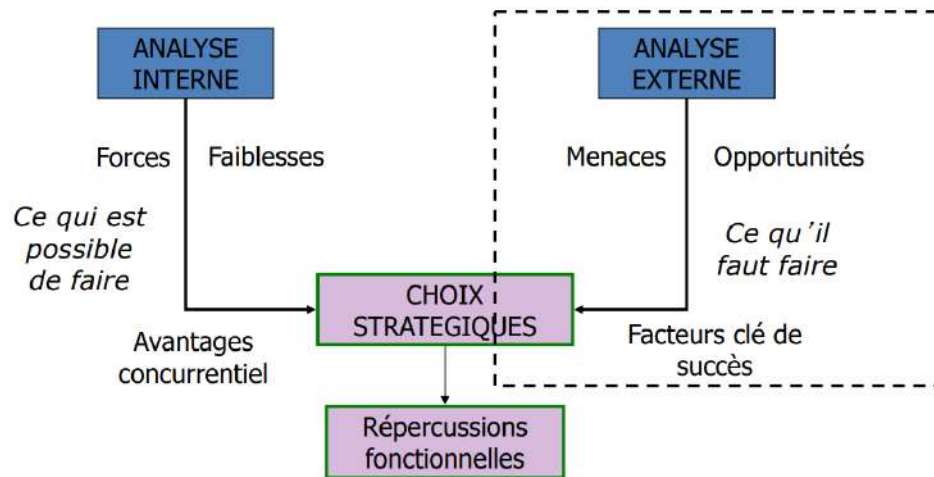 ANALYSE
INTERNE
ANALYSE
EXTERNE
Forces
Faiblesses
Menaces
Opportunités
Ce qui est
possible
de faire
Ce qu'il
faut faire
CHOIX
STRATEGIQUES
Avantages
concurrentiel
Facteurs clé de
succès
Répercussions
fonctionnelles